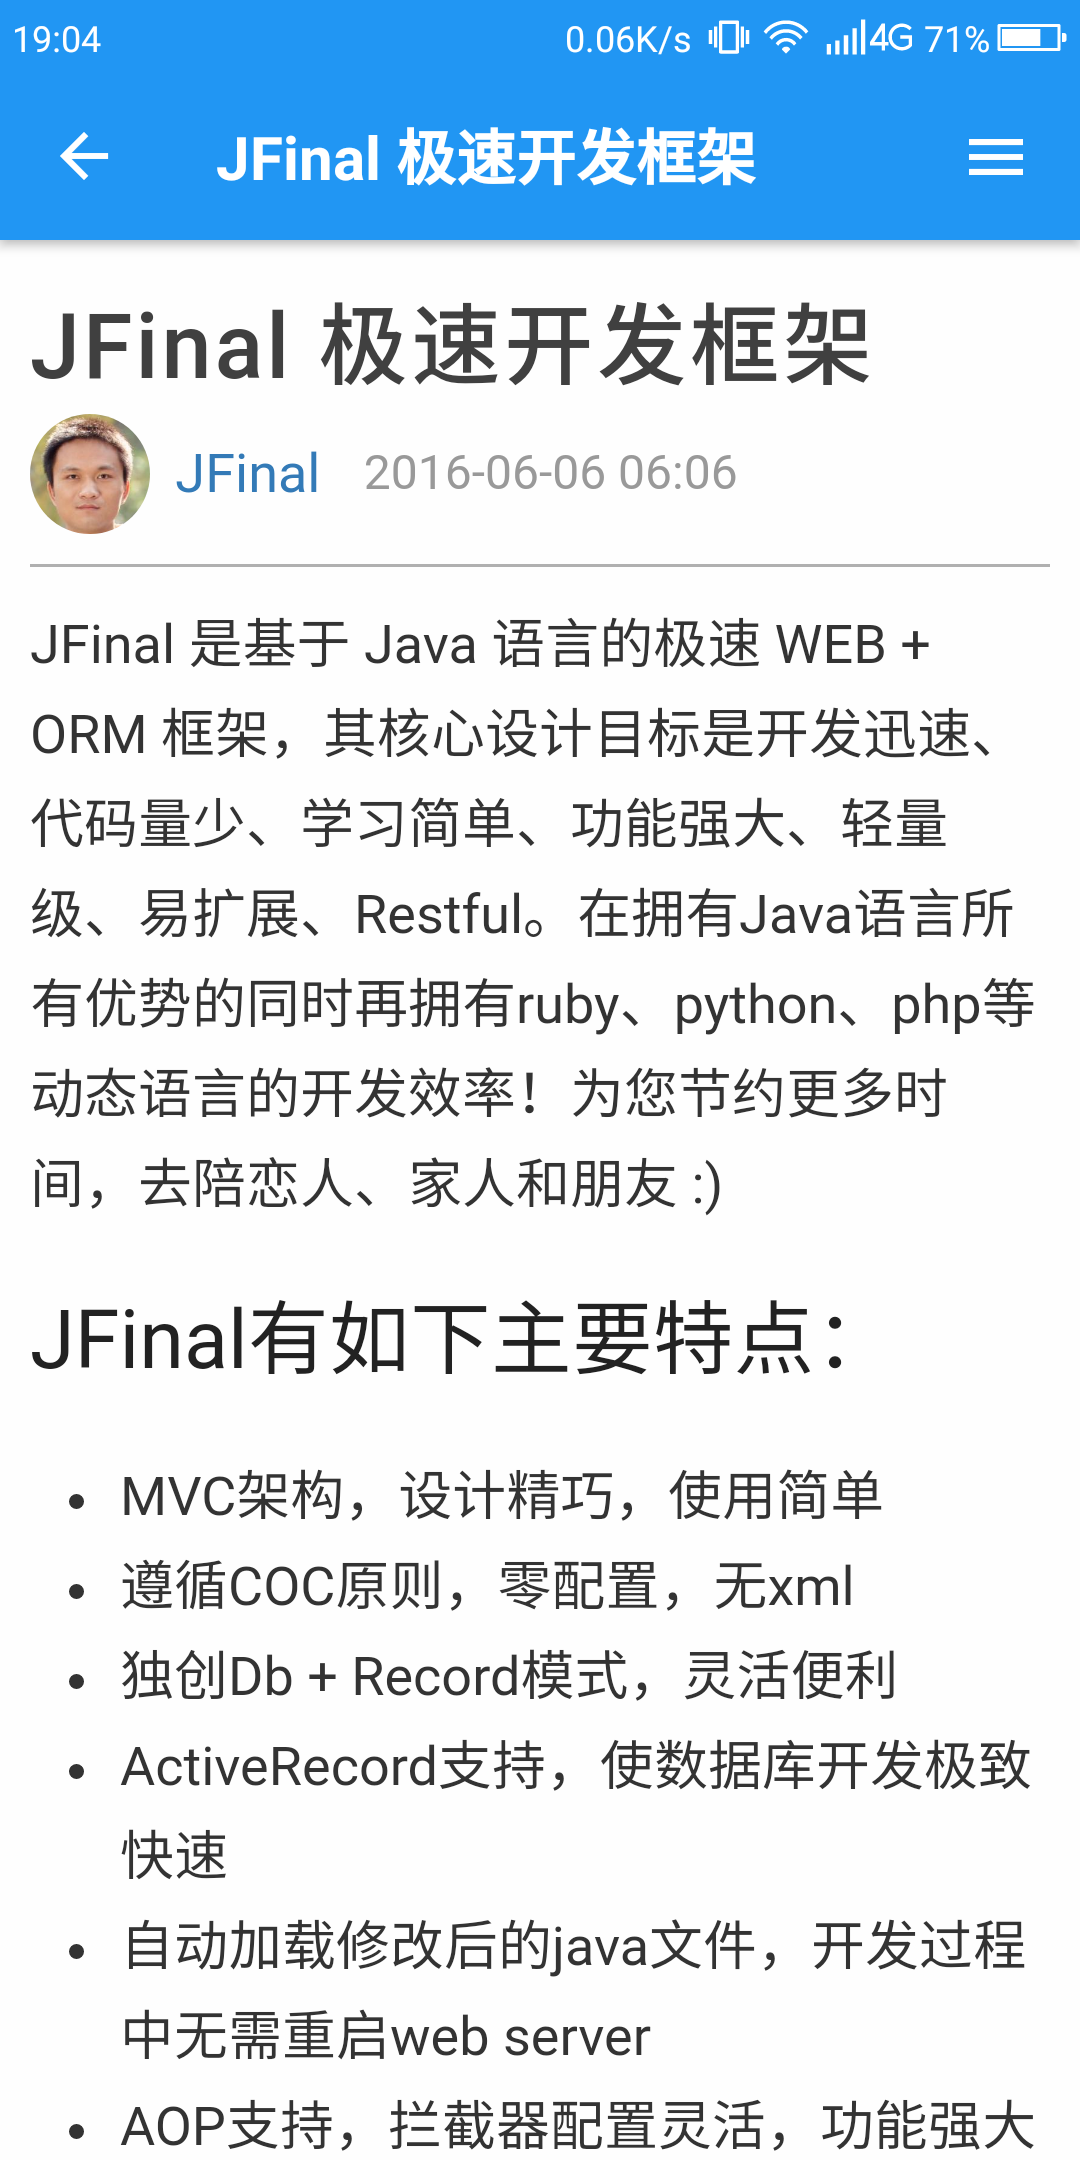 19:04 0.06K/s 4G 71%
JFinal 极速开发框架
JFinal 极速开发框架
JFinal 2016-06-06 06:06
JFinal 是基于 Java 语言的极速 WEB +
ORM 框架，其核心设计目标是开发迅速、
代码量少、学习简单、功能强大、轻量
级、易扩展、Restful。在拥有Java语言所
有优势的同时再拥有ruby、python、php等
动态语言的开发效率！为您节约更多时
间，去陪恋人、家人和朋友 :)
JFinal有如下主要特点：
• MVC架构，设计精巧，使用简单
• 遵循COC原则，零配置，无xml
• 独创Db + Record模式，灵活便利
• ActiveRecord支持，使数据库开发极致
快速
• 自动加载修改后的java文件，开发过程
中无需重启web server
• AOP支持，拦截器配置灵活，功能强大